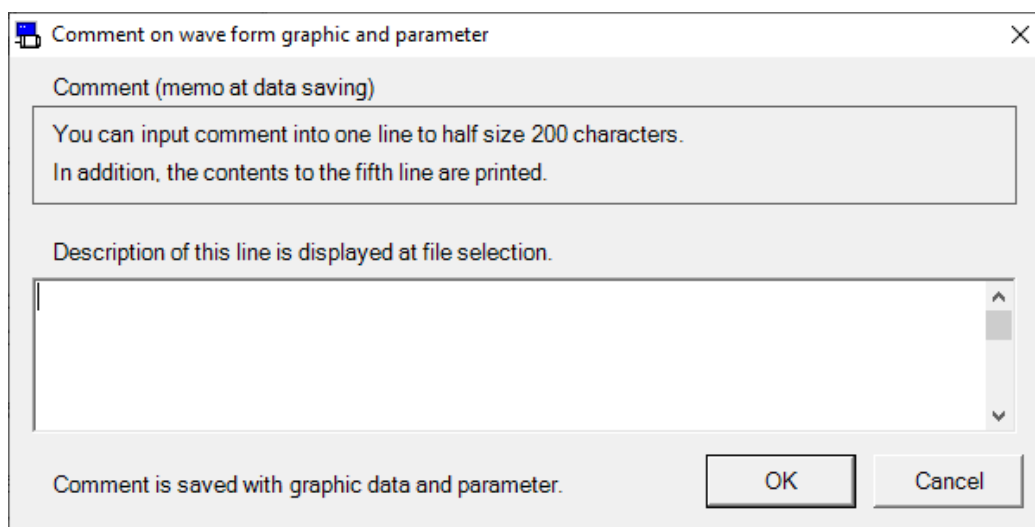 Comment on wave form graphic and parameter
Comment (memo at data saving)
You can input comment into one line to half size 200 characters.
In addition, the contents to the fifth line are printed.
Description of this line is displayed at file selection.
Comment is saved with graphic data and parameter.
OK
Cancel